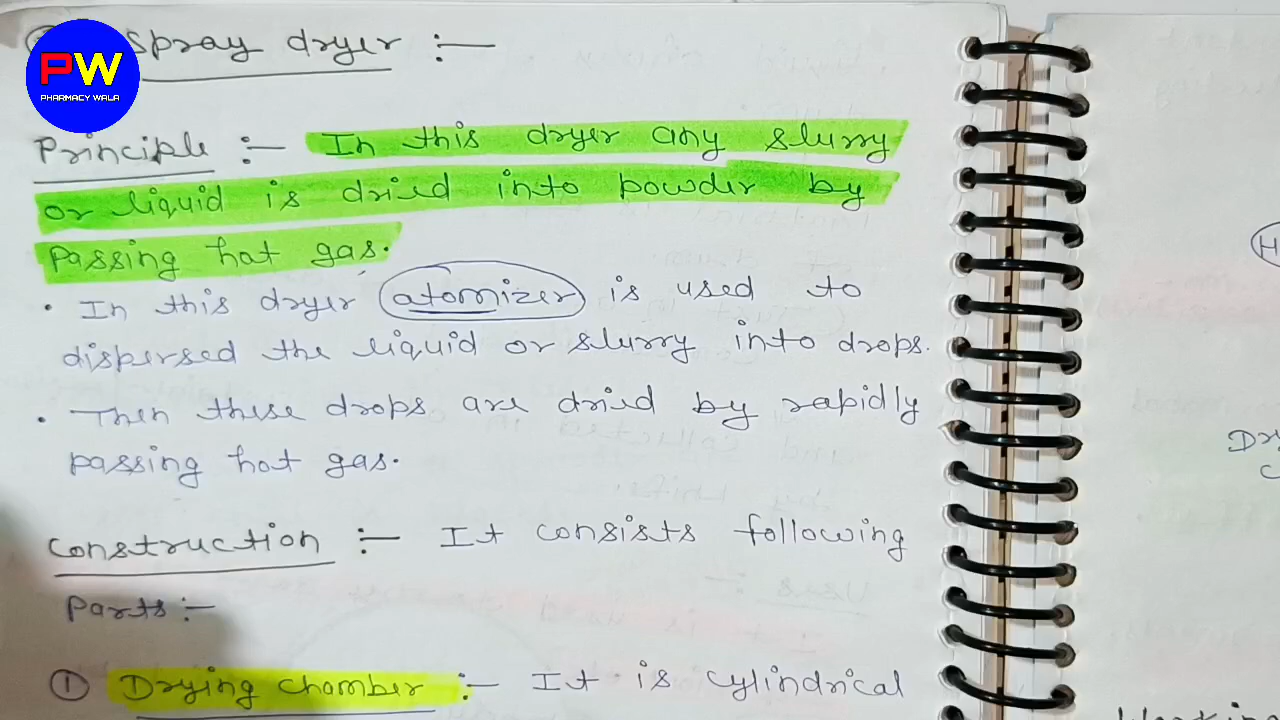 PW
PHARMACY WALA
spray dryer :—
Principle :— In this dryer any slurry
or liquid is dried into powder by
passing hot gas.
• In this dryer atomizer is used to
dispersed the liquid or slurry into drops.
• Then these drops are dried by rapidly
passing hot gas.
Construction :— It consists following
Parts :—
① Drying chamber :— It is cylindrical
H
Dry
C
Working